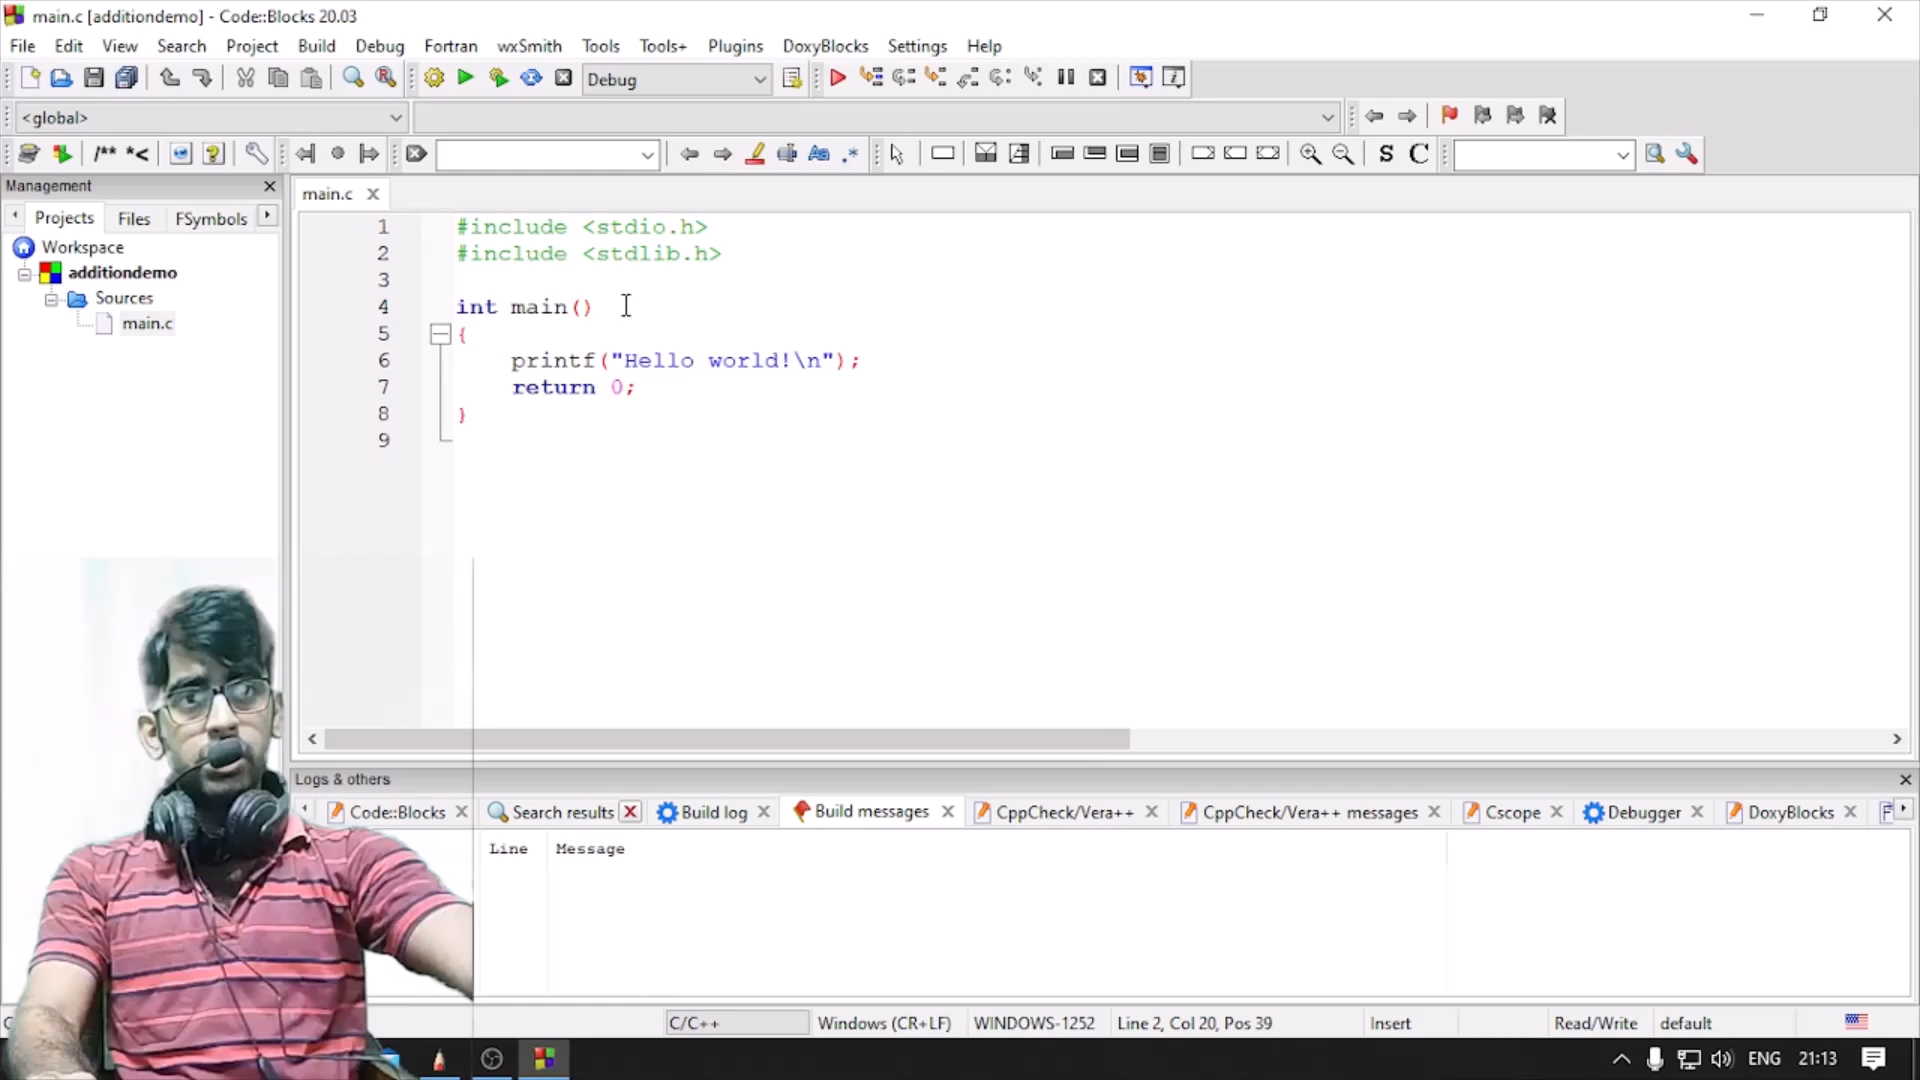 main.c [additiondemo] - Code::Blocks 20.03
File Edit View Search Project Build Debug Fortran wxSmith Tools Tools+ Plugins DoxyBlocks Settings Help
Debug
<global>
/** *<
S C
Management
Projects Files FSymbols
Workspace
additiondemo
Sources
main.c
main.c
1 #include <stdio.h>
2 #include <stdlib.h>
3
4 int main()
5 {
6 printf("Hello world!\n");
7 return 0;
8 }
9
Logs & others
Code::Blocks Search results Build log Build messages CppCheck/Vera++ CppCheck/Vera++ messages Cscope Debugger DoxyBlocks F
Line Message
C/C++ Windows (CR+LF) WINDOWS-1252 Line 2, Col 20, Pos 39 Insert Read/Write default
ENG 21:13